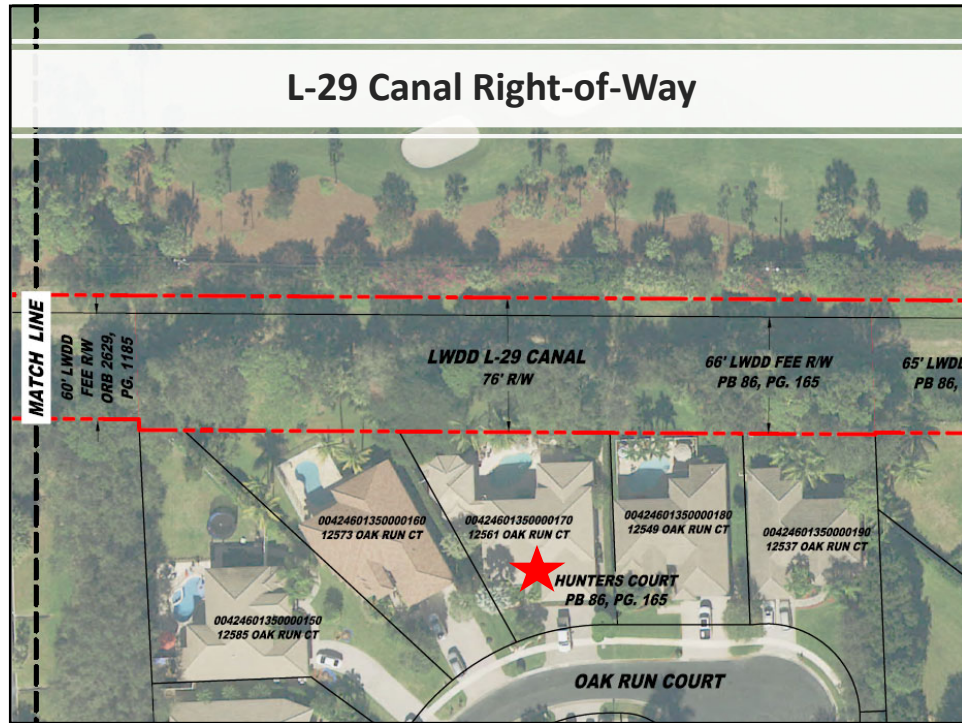 L-29 Canal Right-of-Way
MATCH LINE
60' LWDD
FEE R/W
ORB 2629,
PG. 1185
LWDD L-29 CANAL
76' R/W
66' LWDD FEE R/W
PB 86, PG. 165
65' LWDD
PB 86,
00424601350000160
12573 OAK RUN CT
00424601350000170
12561 OAK RUN CT
00424601350000180
12549 OAK RUN CT
00424601350000190
12537 OAK RUN CT
HUNTERS COURT
PB 86, PG. 165
00424601350000150
12585 OAK RUN CT
OAK RUN COURT